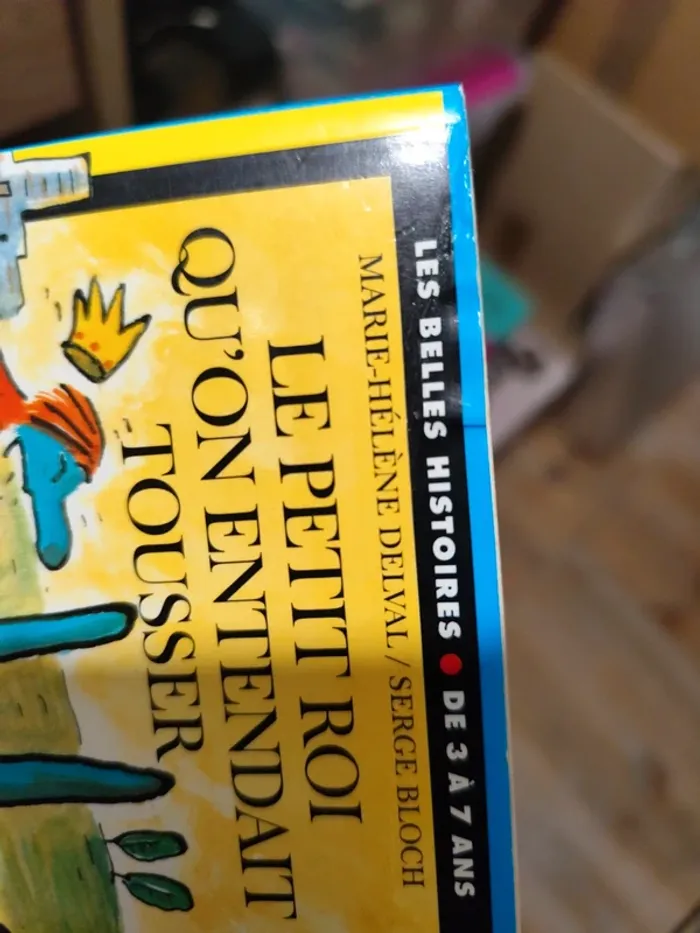 LES BELLES HISTOIRES • DE 3 À 7 ANS
MARIE-HÉLÈNE DELVAL / SERGE BLOCH
LE PETIT ROI
QU'ON ENTENDAIT
TOUSSER